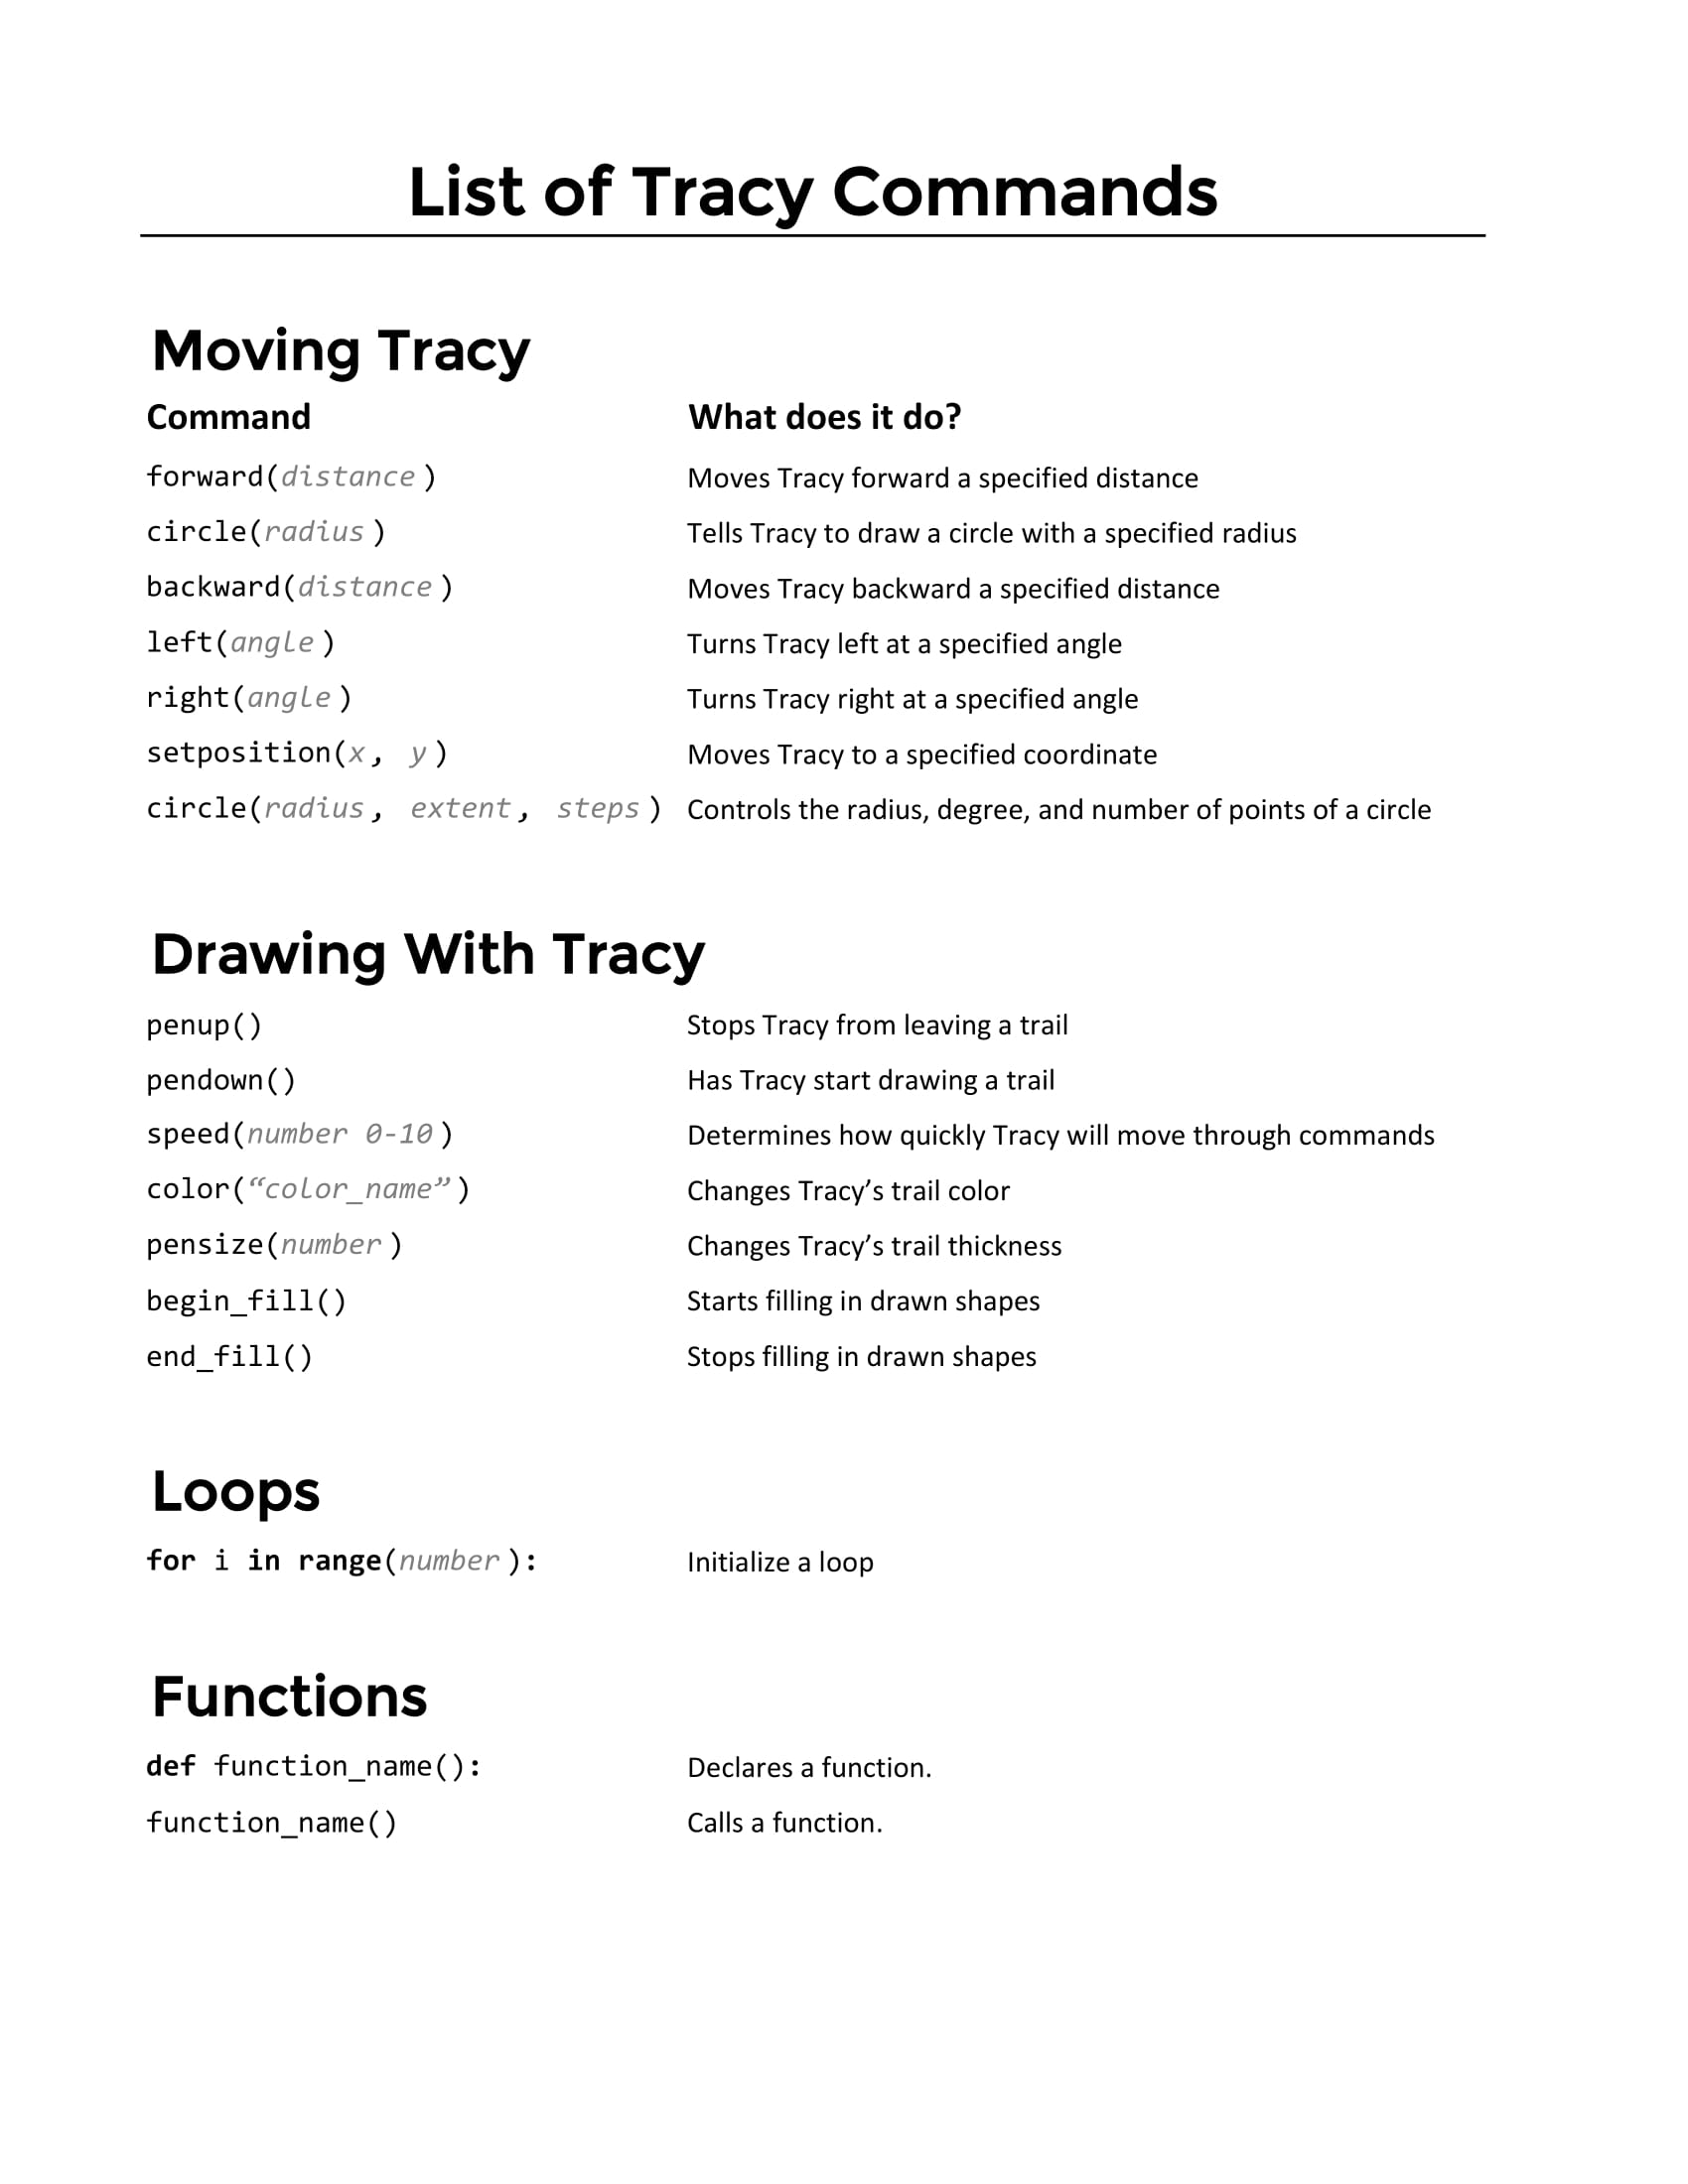 List of Tracy Commands
Moving Tracy
Command What does it do?
forward(distance) Moves Tracy forward a specified distance
circle(radius) Tells Tracy to draw a circle with a specified radius
backward(distance) Moves Tracy backward a specified distance
left(angle) Turns Tracy left at a specified angle
right(angle) Turns Tracy right at a specified angle
setposition(x, y) Moves Tracy to a specified coordinate
circle(radius, extent, steps) Controls the radius, degree, and number of points of a circle
Drawing With Tracy
penup() Stops Tracy from leaving a trail
pendown() Has Tracy start drawing a trail
speed(number 0-10) Determines how quickly Tracy will move through commands
color(“color_name”) Changes Tracy’s trail color
pensize(number) Changes Tracy’s trail thickness
begin_fill() Starts filling in drawn shapes
end_fill() Stops filling in drawn shapes
Loops
for i in range(number): Initialize a loop
Functions
def function_name(): Declares a function.
function_name() Calls a function.